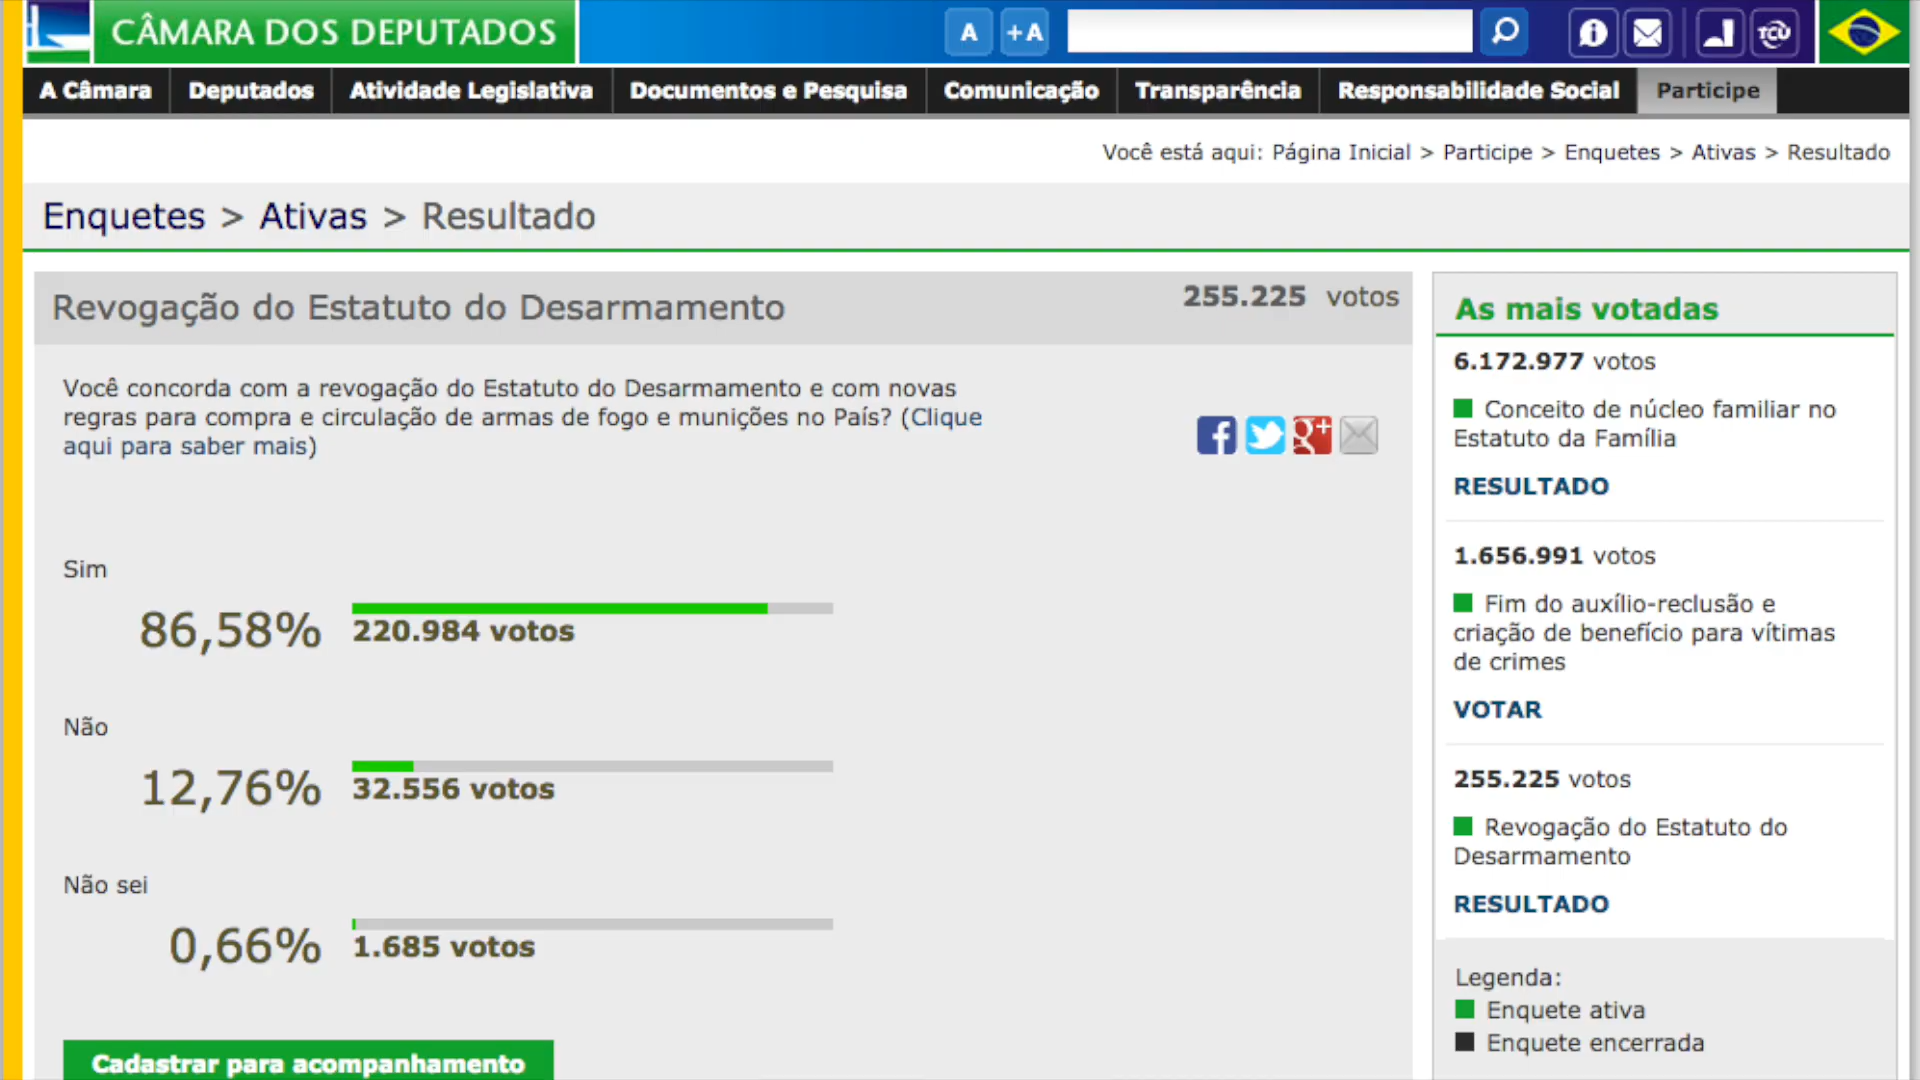 CÂMARA DOS DEPUTADOS
A +A
TCU
A Câmara Deputados Atividade Legislativa Documentos e Pesquisa Comunicação Transparência Responsabilidade Social Participe
Você está aqui: Página Inicial > Participe > Enquetes > Ativas > Resultado
Enquetes > Ativas > Resultado
Revogação do Estatuto do Desarmamento
255.225 votos
Você concorda com a revogação do Estatuto do Desarmamento e com novas
regras para compra e circulação de armas de fogo e munições no País? (Clique
aqui para saber mais)
Sim
86,58%
220.984 votos
Não
12,76%
32.556 votos
Não sei
0,66%
1.685 votos
Cadastrar para acompanhamento
As mais votadas
6.172.977 votos
Conceito de núcleo familiar no
Estatuto da Família
RESULTADO
1.656.991 votos
Fim do auxílio-reclusão e
criação de benefício para vítimas
de crimes
VOTAR
255.225 votos
Revogação do Estatuto do
Desarmamento
RESULTADO
Legenda:
Enquete ativa
Enquete encerrada